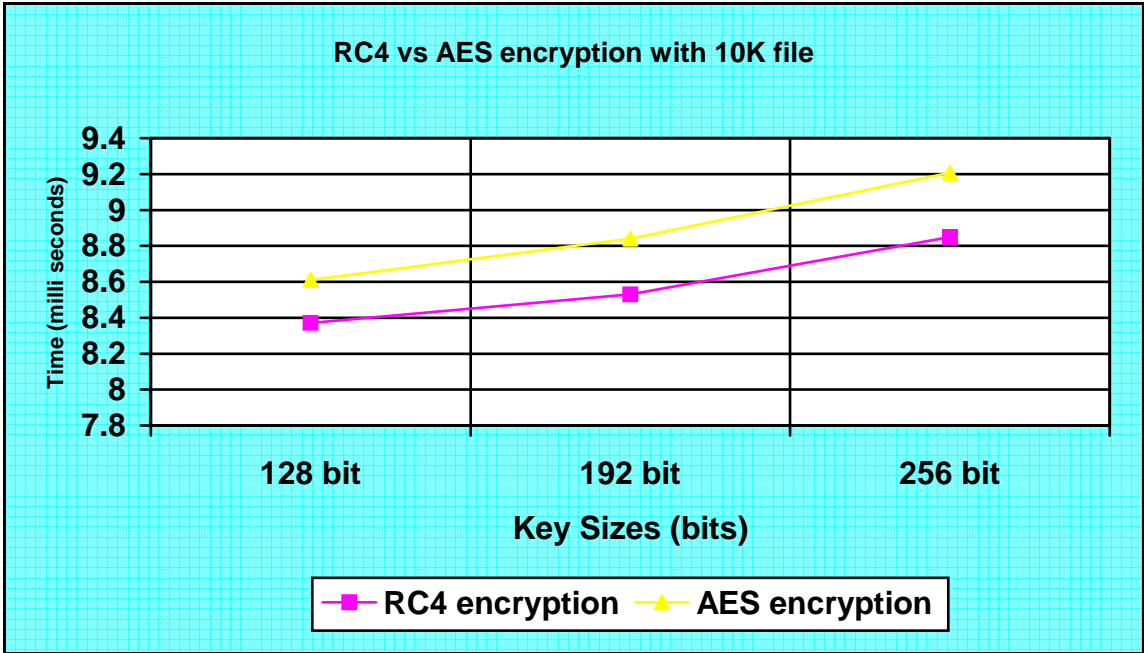 RC4 vs AES encryption with 10K file
Time (milli seconds)
9.4
9.2
9
8.8
8.6
8.4
8.2
8
7.8
128 bit 192 bit 256 bit
Key Sizes (bits)
RC4 encryption AES encryption